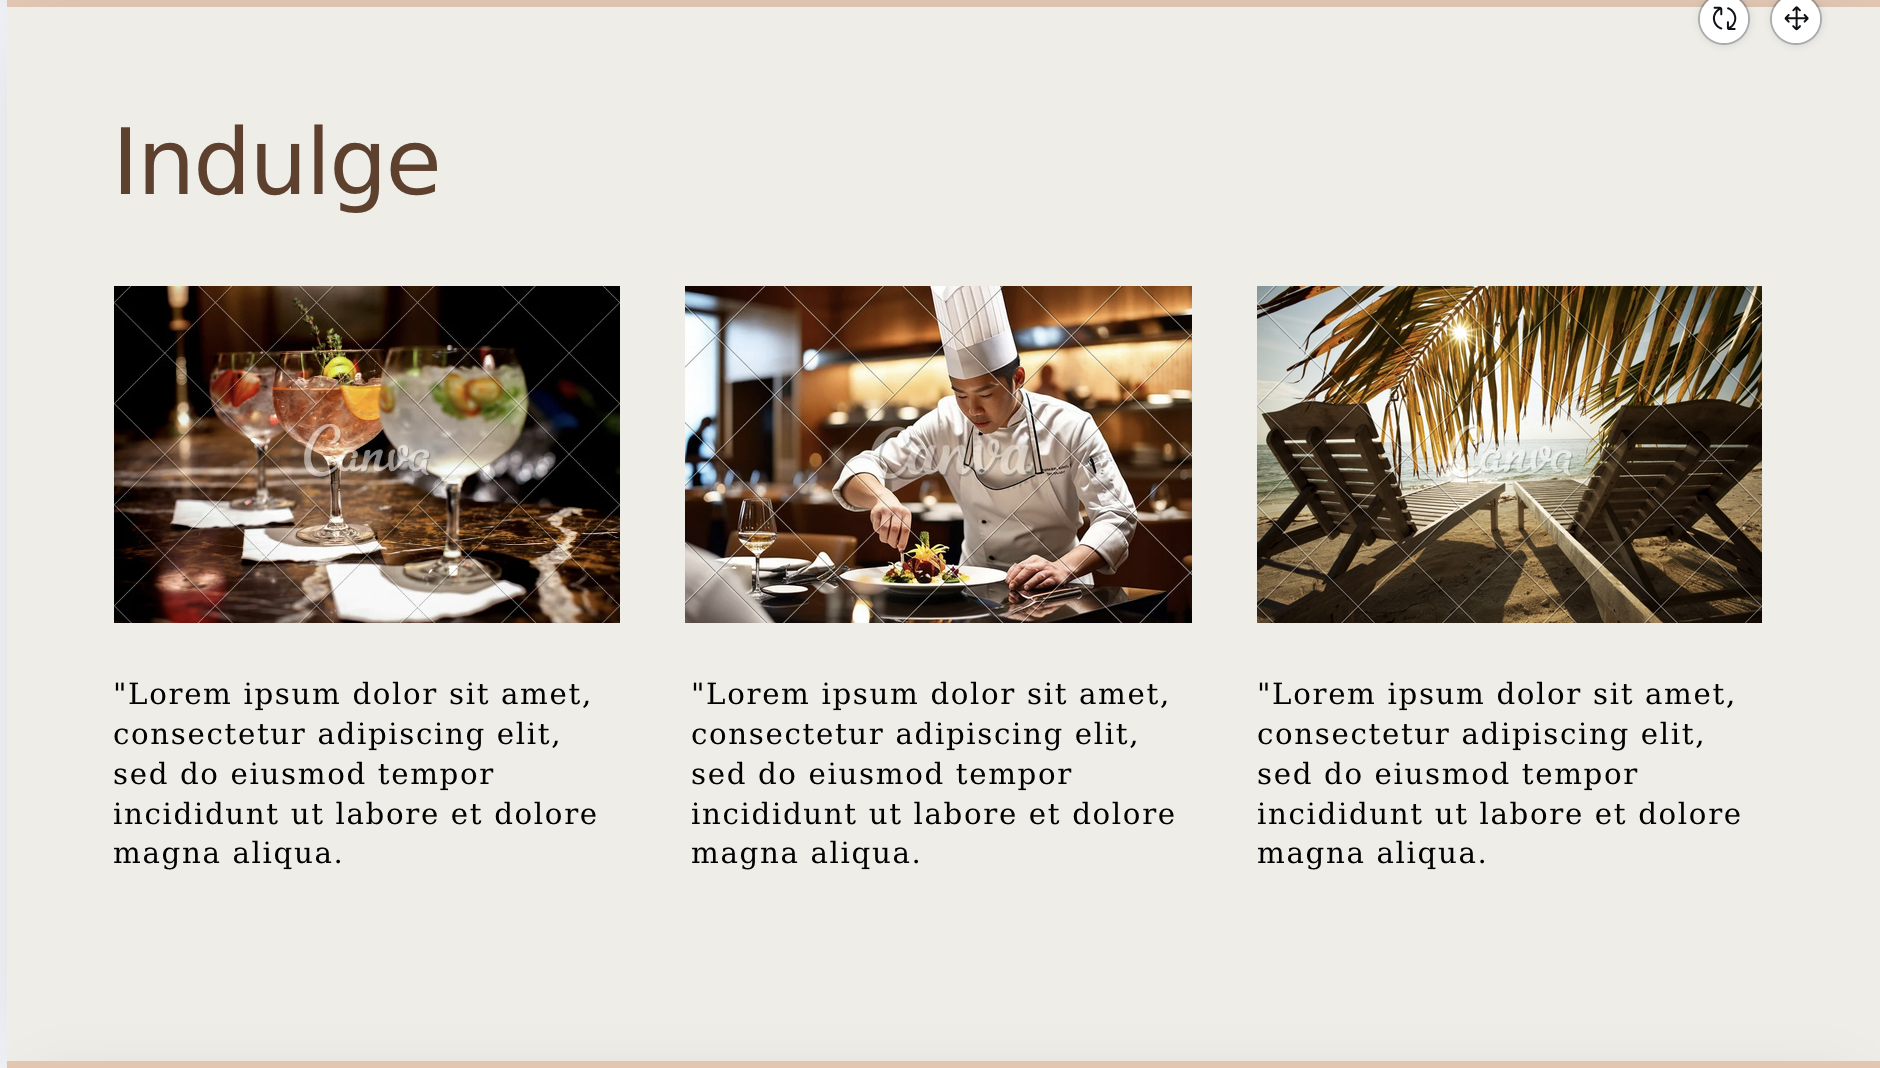 Indulge
Canva
Canva
Canva
"Lorem ipsum dolor sit amet,
consectetur adipiscing elit,
sed do eiusmod tempor
incididunt ut labore et dolore
magna aliqua.
"Lorem ipsum dolor sit amet,
consectetur adipiscing elit,
sed do eiusmod tempor
incididunt ut labore et dolore
magna aliqua.
"Lorem ipsum dolor sit amet,
consectetur adipiscing elit,
sed do eiusmod tempor
incididunt ut labore et dolore
magna aliqua.